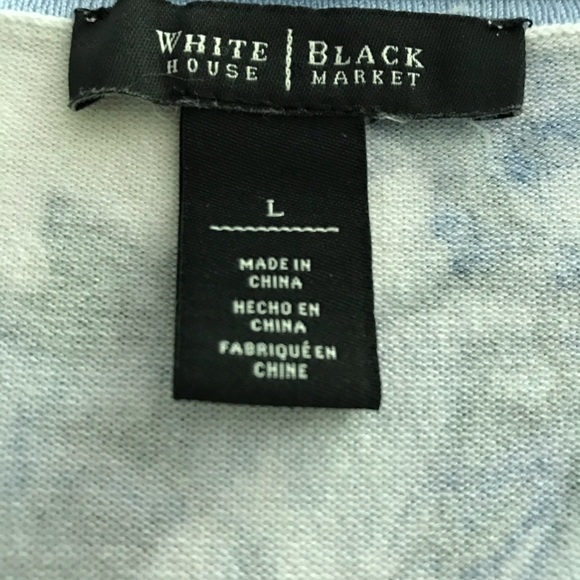 WHITE HOUSE | BLACK MARKET
L
MADE IN
CHINA
HECHO EN
CHINA
FABRIQUÉ EN
CHINE